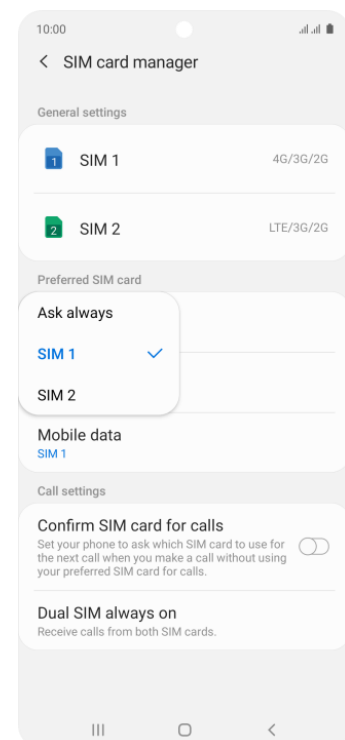 10:00
SIM card manager
General settings
1 SIM 1 4G/3G/2G
2 SIM 2 LTE/3G/2G
Preferred SIM card
Ask always
SIM 1
SIM 2
Mobile data
SIM 1
Call settings
Confirm SIM card for calls
Set your phone to ask which SIM card to use for
the next call when you make a call without using
your preferred SIM card for calls.
Dual SIM always on
Receive calls from both SIM cards.